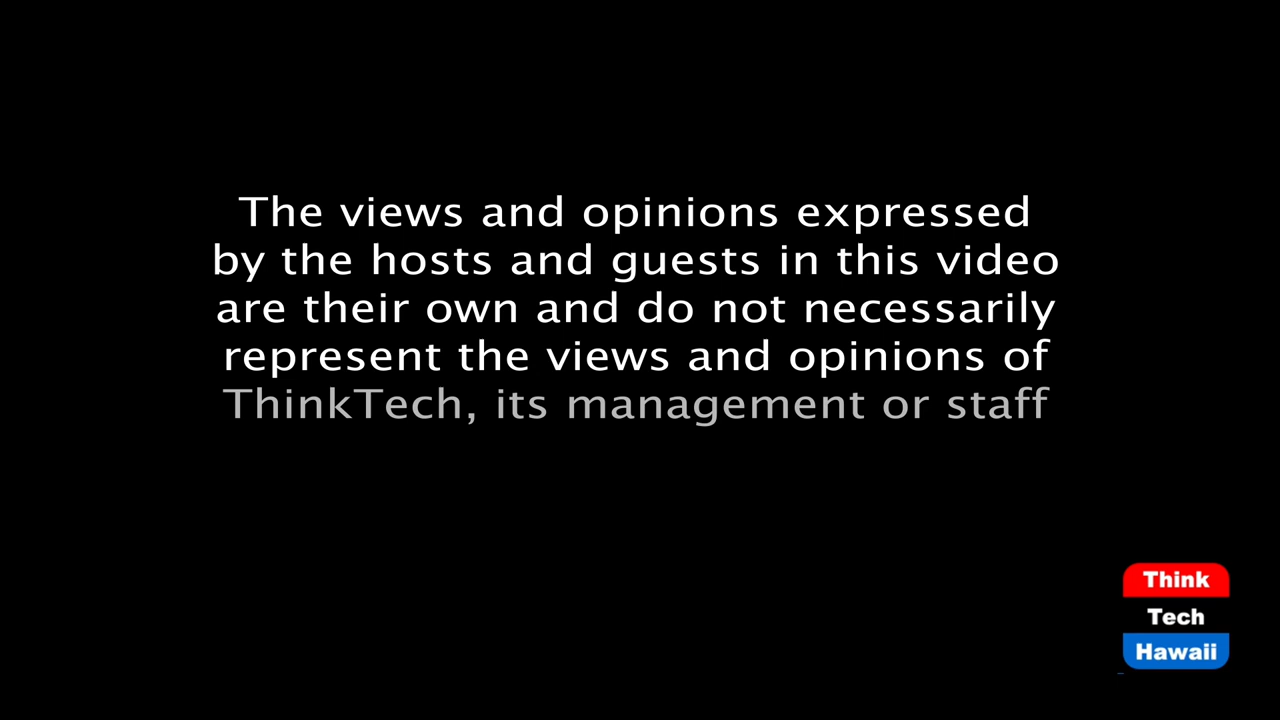 The views and opinions expressed
by the hosts and guests in this video
are their own and do not necessarily
represent the views and opinions of
ThinkTech, its management or staff
Think
Tech
Hawaii